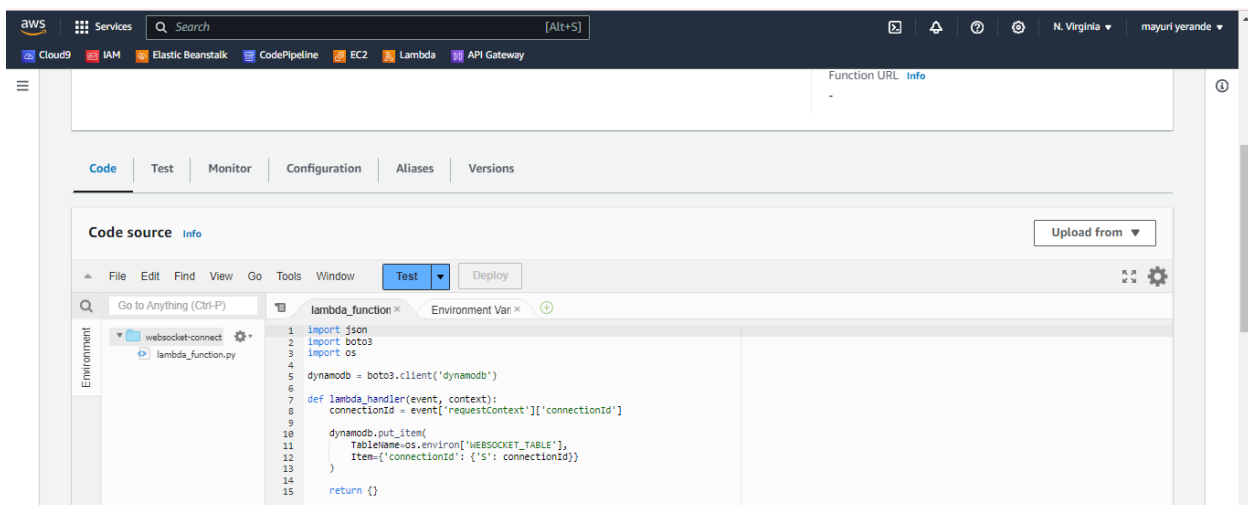 aws Services Search [Alt+S] N. Virginia ▼ mayuri yerande ▼
Cloud9 IAM Elastic Beanstalk CodePipeline EC2 Lambda API Gateway
Function URL Info
-
Code Test Monitor Configuration Aliases Versions
Code source Info Upload from ▼
File Edit Find View Go Tools Window Test Deploy
Go to Anything (Ctrl-P) lambda_function × Environment Var ×
Environment
websocket-connect
lambda_function.py
1 import json
2 import boto3
3 import os
4
5 dynamodb = boto3.client('dynamodb')
6
7 def lambda_handler(event, context):
8     connectionId = event['requestContext']['connectionId']
9
10     dynamodb.put_item(
11         TableName=os.environ['WEBSOCKET_TABLE'],
12         Item={'connectionId': {'S': connectionId}}
13     )
14
15     return {}